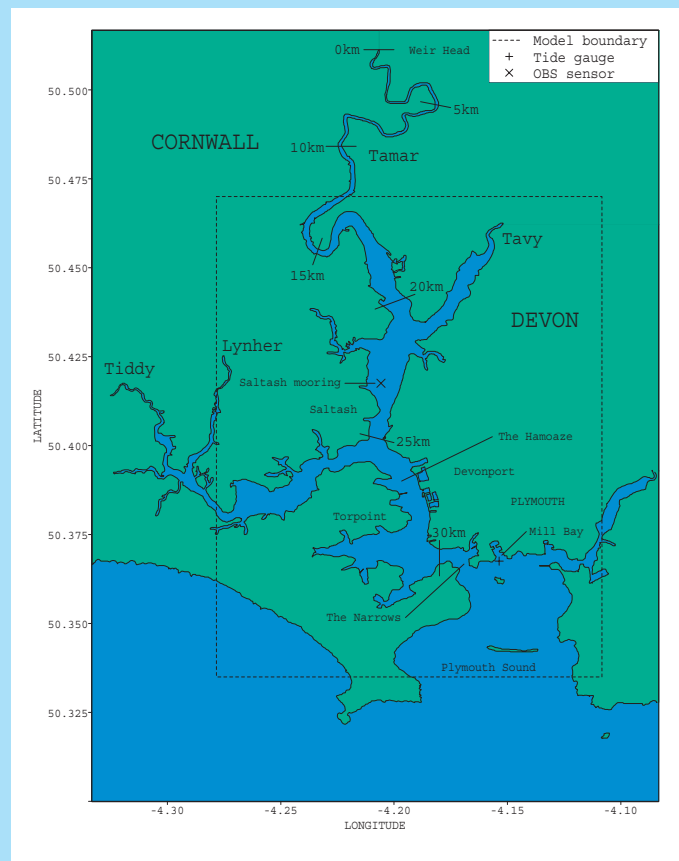 0km
Weir Head
Model boundary
Tide gauge
OBS sensor
50.500
5km
CORNWALL
10km
Tamar
50.475
Tavy
50.450
15km
20km
DEVON
50.425
Lynher
Tiddy
Saltash mooring
Saltash
LATITUDE
50.400
25km
The Hamoaze
Devonport
PLYMOUTH
50.375
Torpoint
30km
Mill Bay
50.350
The Narrows
Plymouth Sound
50.325
-4.30
-4.25
-4.20
-4.15
-4.10
LONGITUDE